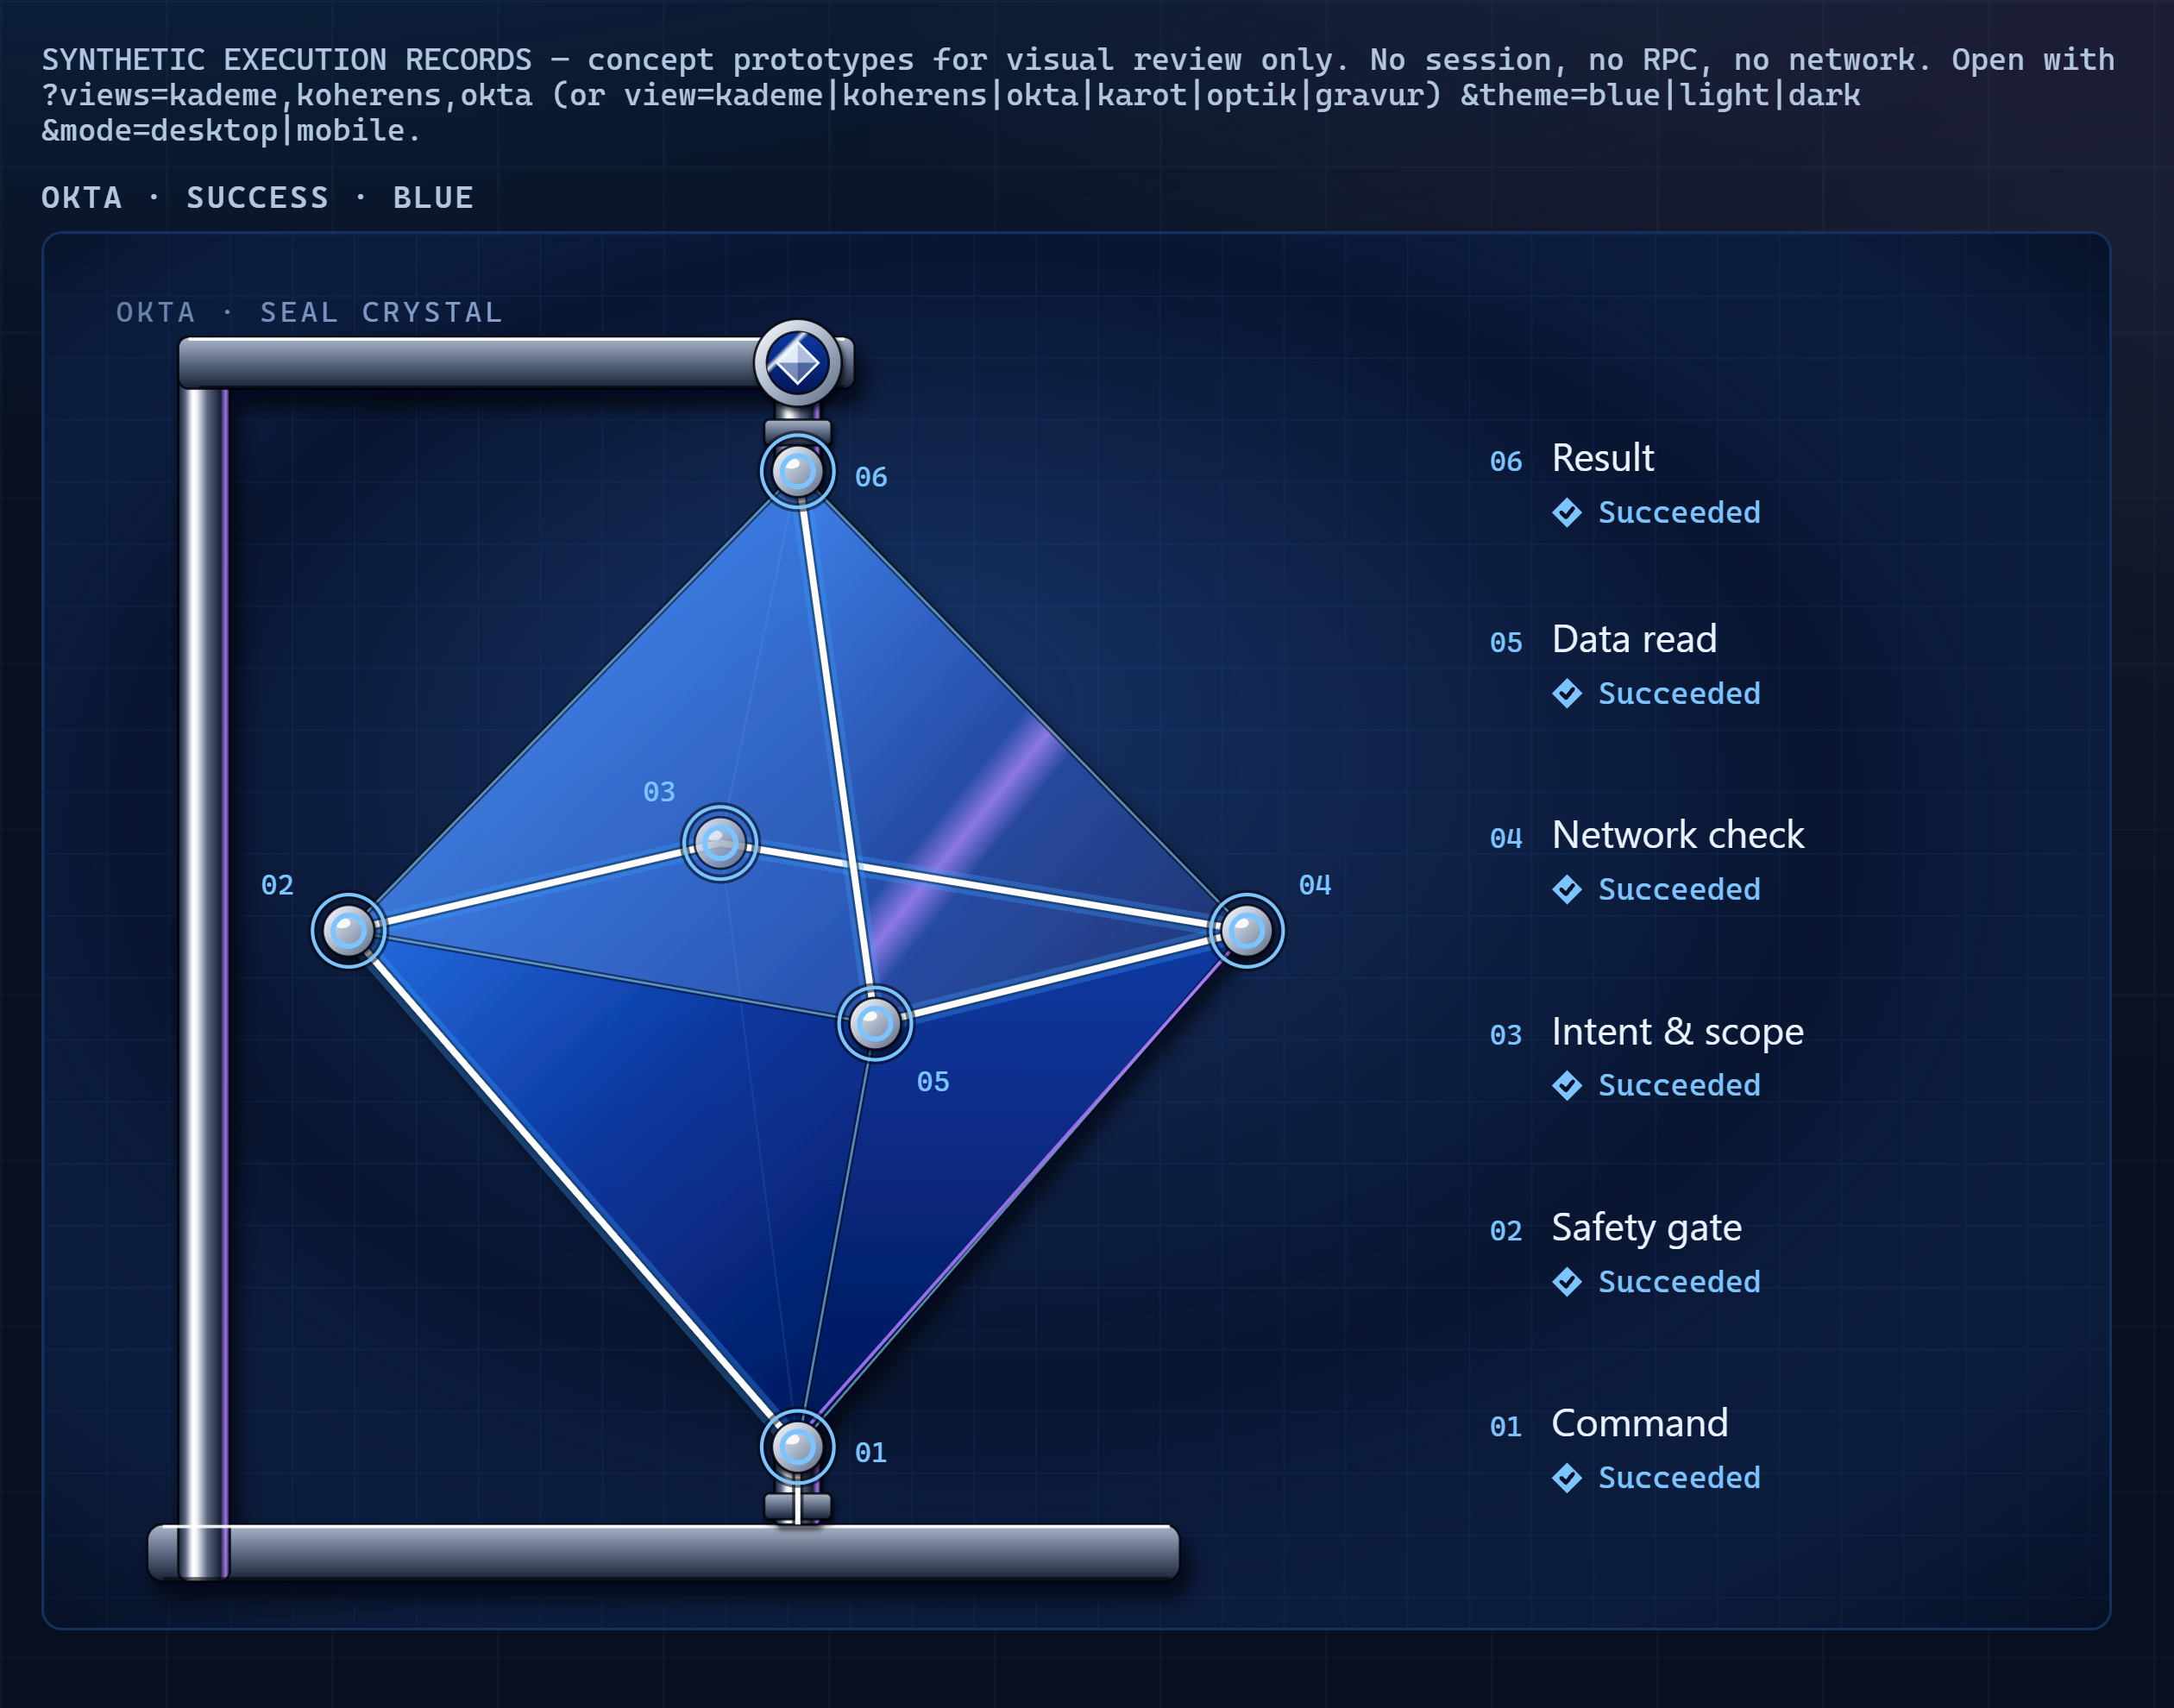 SYNTHETIC EXECUTION RECORDS — concept prototypes for visual review only. No session, no RPC, no network. Open with
?views=kademe,koherens,okta (or view=kademe|koherens|okta|karot|optik|gravur) &theme=blue|light|dark
&mode=desktop|mobile.
OKTA · SUCCESS · BLUE
OKTA · SEAL CRYSTAL
06
03
02
04
05
01
06 Result
Succeeded
05 Data read
Succeeded
04 Network check
Succeeded
03 Intent & scope
Succeeded
02 Safety gate
Succeeded
01 Command
Succeeded